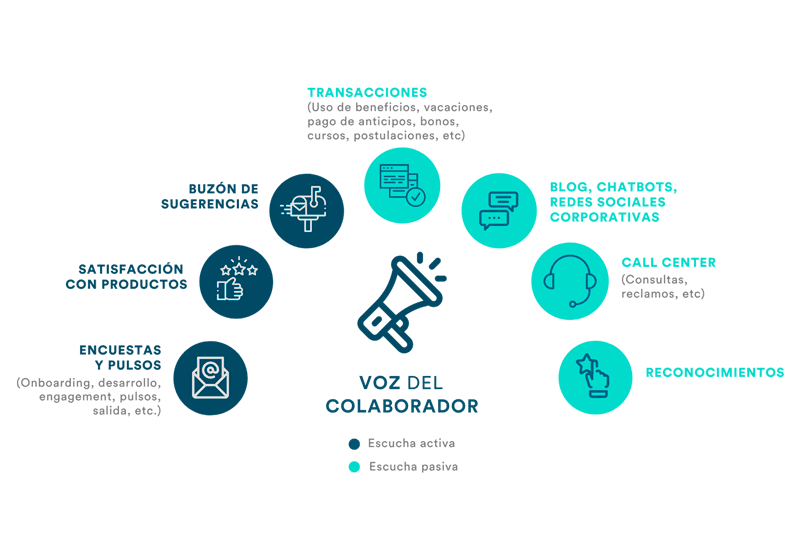 TRANSACCIONES
(Uso de beneficios, vacaciones,
pago de anticipos, bonos,
cursos, postulaciones, etc)
BUZÓN DE
SUGERENCIAS
BLOG, CHATBOTS,
REDES SOCIALES
CORPORATIVAS
SATISFACCIÓN
CON PRODUCTOS
CALL CENTER
(Consultas,
reclamos, etc)
ENCUESTAS
Y PULSOS
(Onboarding, desarrollo,
engagement, pulsos,
salida, etc.)
RECONOCIMIENTOS
VOZ DEL
COLABORADOR
Escucha activa
Escucha pasiva